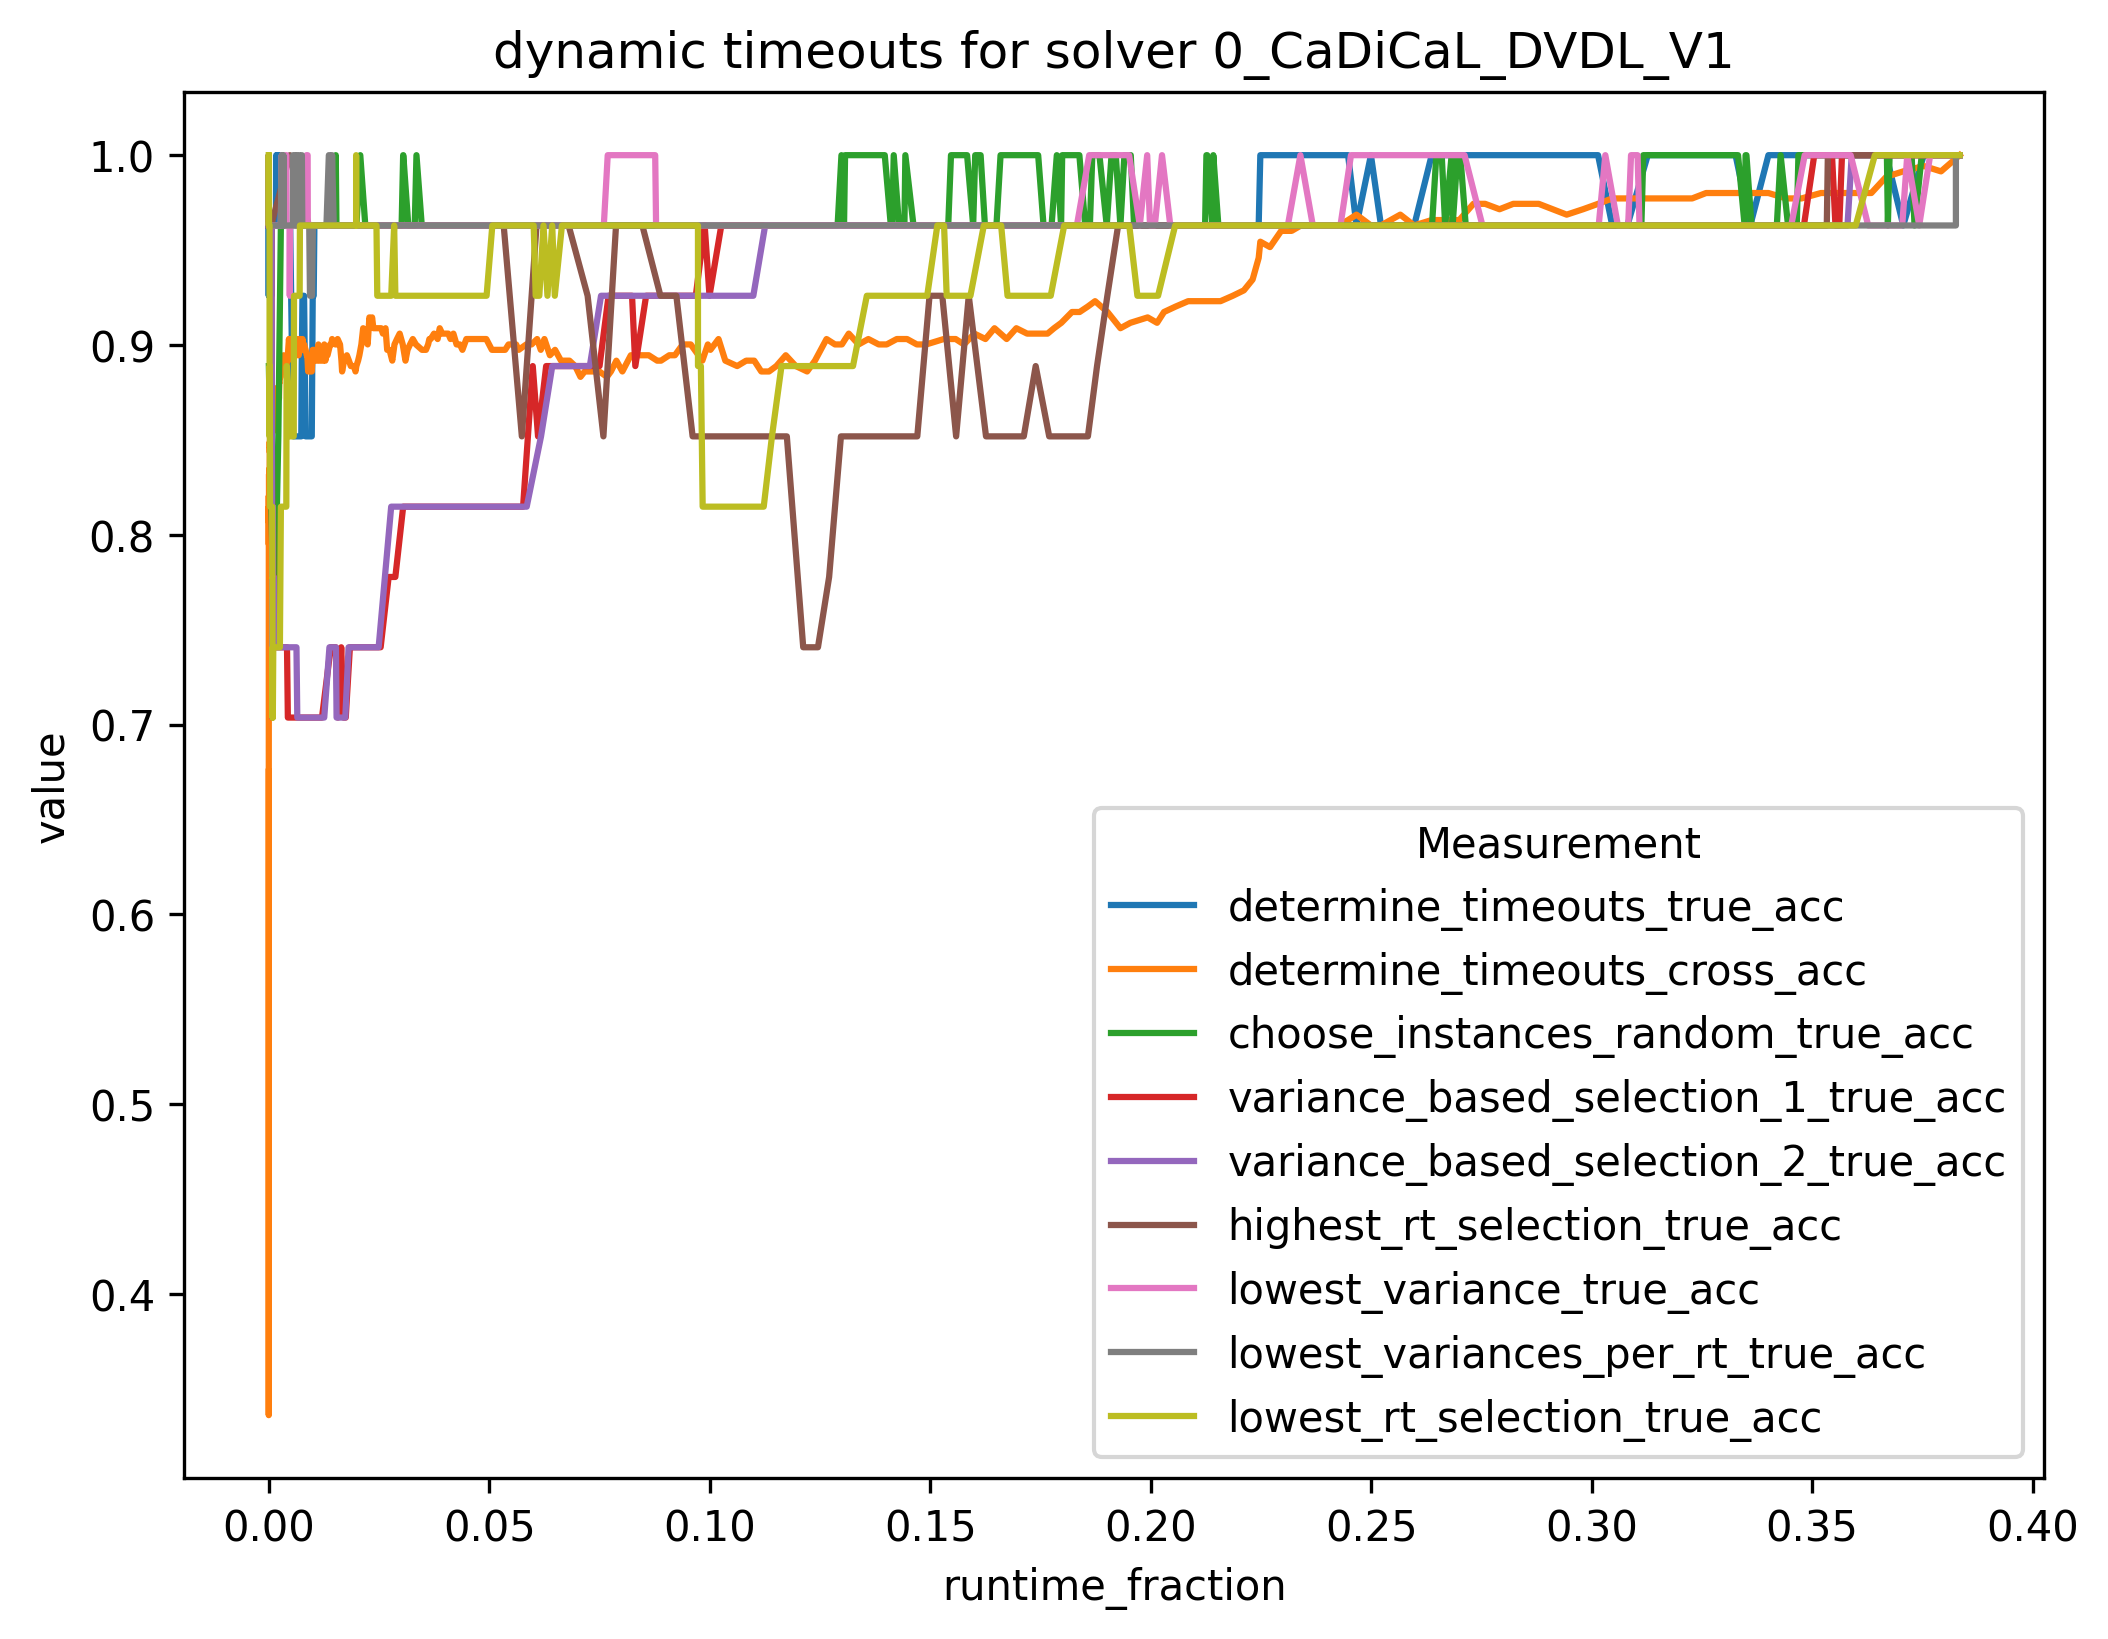 dynamic timeouts for solver 0_CaDiCaL_DVDL_V1
1.0
0.9
0.8
0.7
0.6
0.5
0.4
value
Measurement
determine_timeouts_true_acc
determine_timeouts_cross_acc
choose_instances_random_true_acc
variance_based_selection_1_true_acc
variance_based_selection_2_true_acc
highest_rt_selection_true_acc
lowest_variance_true_acc
lowest_variances_per_rt_true_acc
lowest_rt_selection_true_acc
0.00 0.05 0.10 0.15 0.20 0.25 0.30 0.35 0.40
runtime_fraction